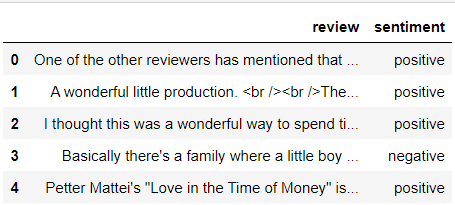 review sentiment
0 One of the other reviewers has mentioned that ... positive
1 A wonderful little production. <br /><br />The... positive
2 I thought this was a wonderful way to spend ti... positive
3 Basically there's a family where a little boy ... negative
4 Petter Mattei's "Love in the Time of Money" is... positive